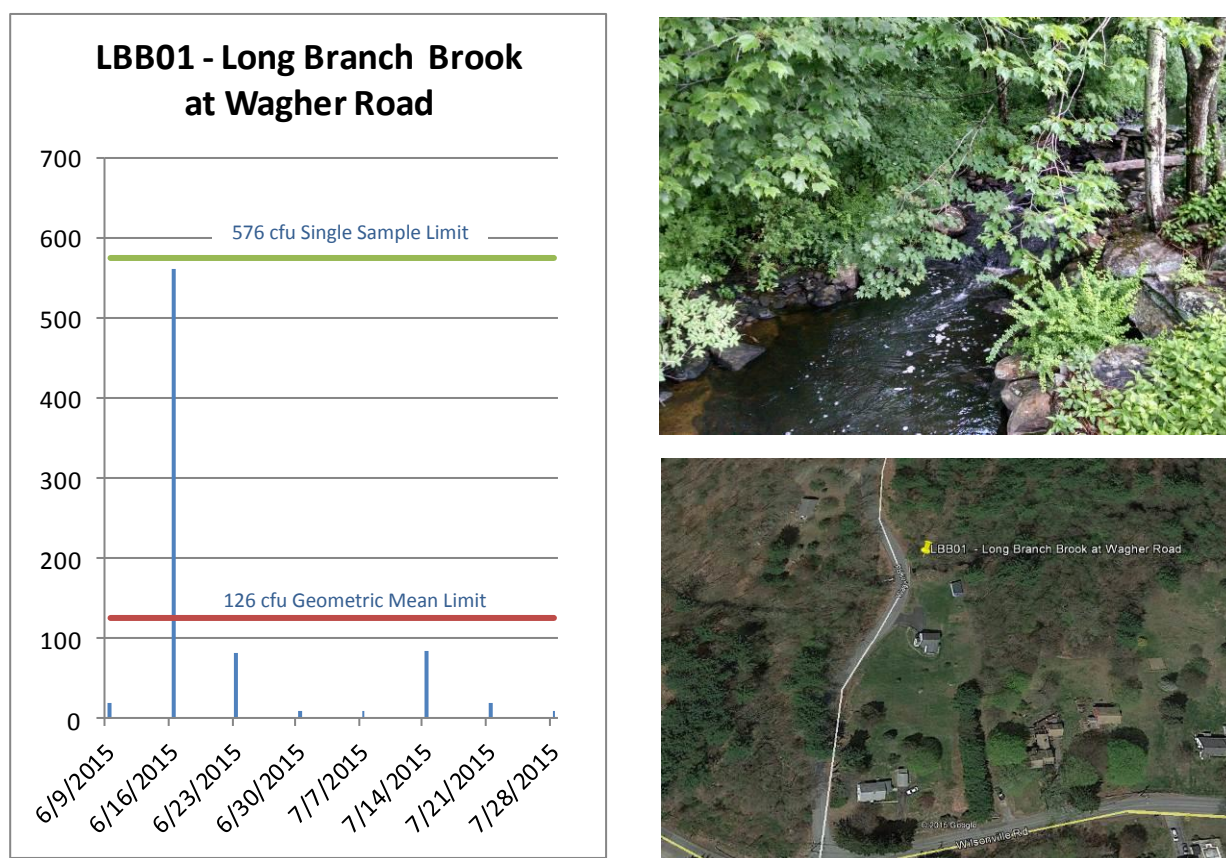 LBB01 - Long Branch Brook
at Wagher Road
700
600
500
400
300
200
100
0
576 cfu Single Sample Limit
126 cfu Geometric Mean Limit
6/9/2015
6/16/2015
6/23/2015
6/30/2015
7/7/2015
7/14/2015
7/21/2015
7/28/2015
LBB01 - Long Branch Brook at Wagher Road
© 2016 Google
Wilsonville Rd